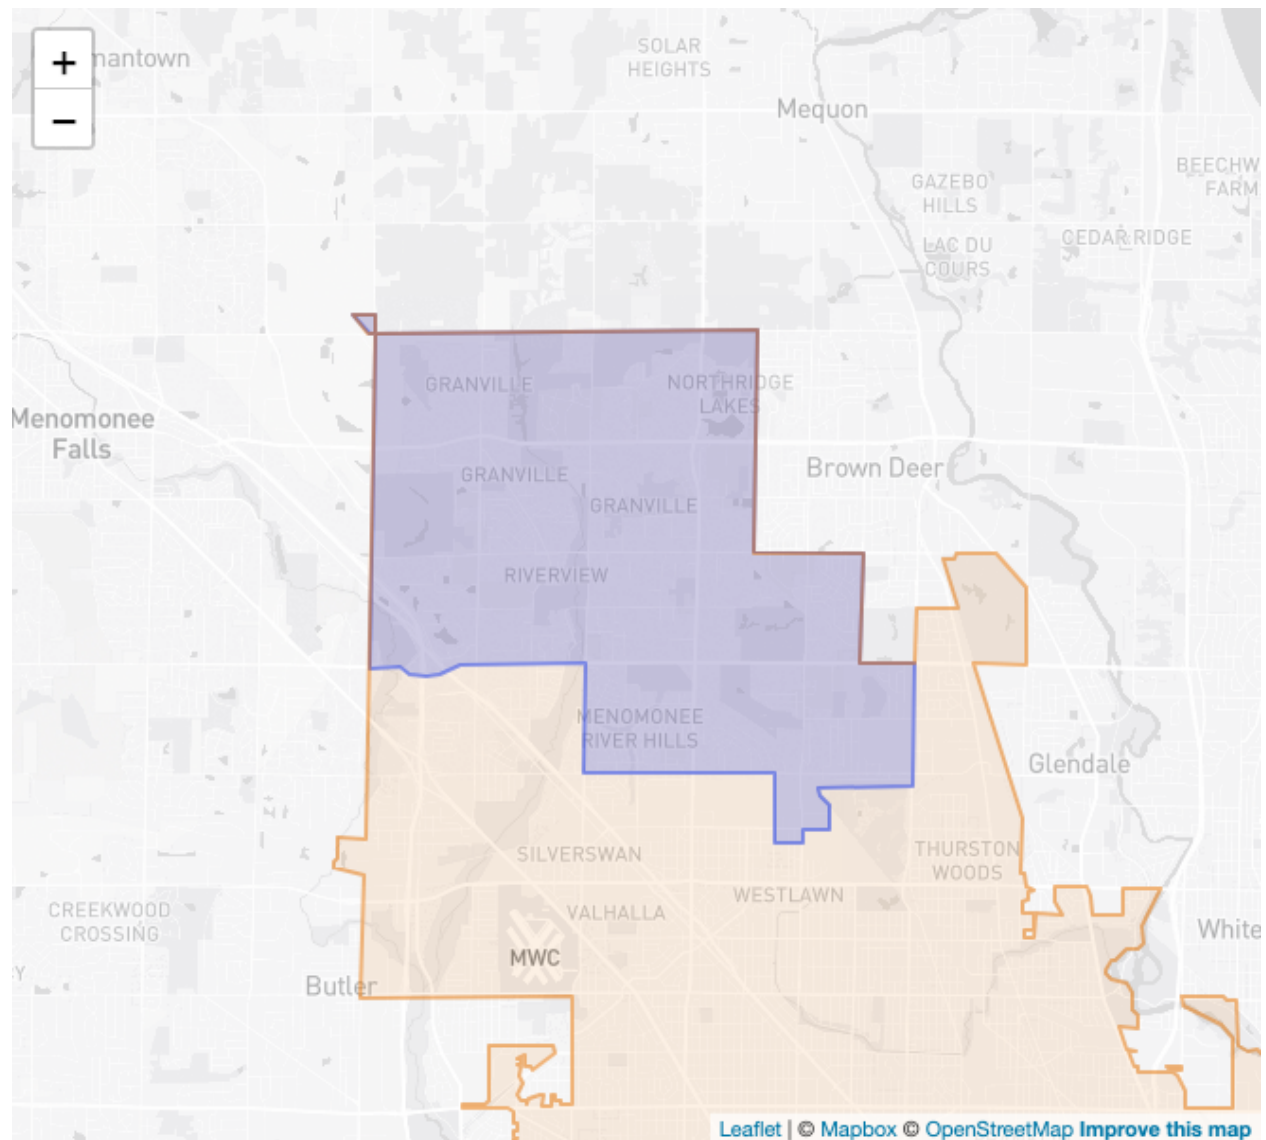 +
mantown
−
SOLAR
HEIGHTS
Mequon
BEECHW
FARM
GAZEBO
HILLS
LAC DU
COURS
CEDAR RIDGE
GRANVILLE
NORTHRIDGE
LAKES
Menomonee
Falls
Brown Deer
GRANVILLE
GRANVILLE
RIVERVIEW
MENOMONEE
RIVER HILLS
Glendale
SILVERSWAN
THURSTON
WOODS
WESTLAWN
CREEKWOOD
CROSSING
VALHALLA
White
MWC
Y
Butler
Leaflet | © Mapbox © OpenStreetMap Improve this map